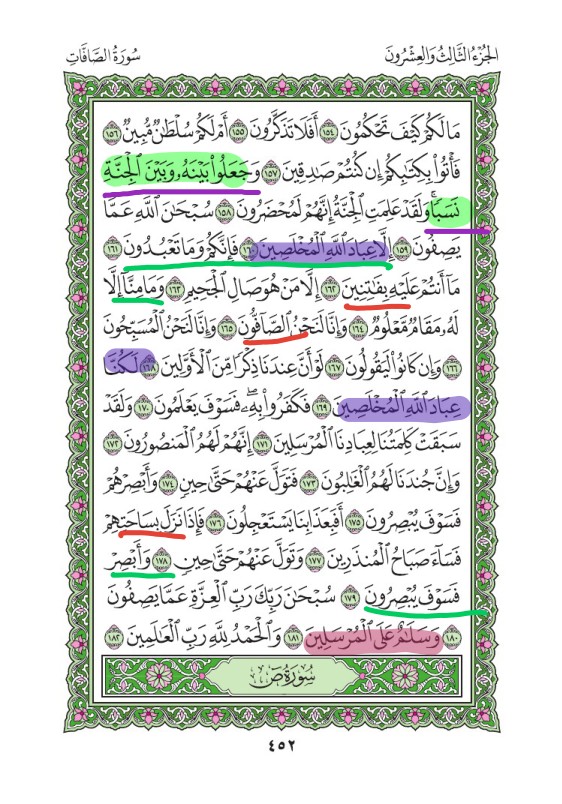 الجُزْءُ الثَّالِثُ وَالعِشْرُونَ سُورَةُ الصَّافَّاتِ
مَا لَكُمْ كَيْفَ تَحْكُمُونَ ١٥٤ أَفَلَا تَذَكَّرُونَ ١٥٥ أَمْ لَكُمْ سُلْطَٰنٌ مُّبِينٌ ١٥٦
فَأْتُوا۟ بِكِتَٰبِكُمْ إِن كُنتُمْ صَٰدِقِينَ ١٥٧ وَجَعَلُوا۟ بَيْنَهُۥ وَبَيْنَ ٱلْجِنَّةِ
نَسَبًا ۚ وَلَقَدْ عَلِمَتِ ٱلْجِنَّةُ إِنَّهُمْ لَمُحْضَرُونَ ١٥٨ سُبْحَٰنَ ٱللَّهِ عَمَّا
يَصِفُونَ ١٥٩ إِلَّا عِبَادَ ٱللَّهِ ٱلْمُخْلَصِينَ ١٦٠ فَإِنَّكُمْ وَمَا تَعْبُدُونَ ١٦١
مَآ أَنتُمْ عَلَيْهِ بِفَٰتِنِينَ ١٦٢ إِلَّا مَنْ هُوَ صَالِ ٱلْجَحِيمِ ١٦٣ وَمَا مِنَّآ إِلَّا
لَهُۥ مَقَامٌ مَّعْلُومٌ ١٦٤ وَإِنَّا لَنَحْنُ ٱلصَّآفُّونَ ١٦٥ وَإِنَّا لَنَحْنُ ٱلْمُسَبِّحُونَ
١٦٦ وَإِن كَانُوا۟ لَيَقُولُونَ ١٦٧ لَوْ أَنَّ عِندَنَا ذِكْرًا مِّنَ ٱلْأَوَّلِينَ ١٦٨ لَكُنَّا
عِبَادَ ٱللَّهِ ٱلْمُخْلَصِينَ ١٦٩ فَكَفَرُوا۟ بِهِۦ ۖ فَسَوْفَ يَعْلَمُونَ ١٧٠ وَلَقَدْ
سَبَقَتْ كَلِمَتُنَا لِعِبَادِنَا ٱلْمُرْسَلِينَ ١٧١ إِنَّهُمْ لَهُمُ ٱلْمَنصُورُونَ ١٧٢
وَإِنَّ جُندَنَا لَهُمُ ٱلْغَٰلِبُونَ ١٧٣ فَتَوَلَّ عَنْهُمْ حَتَّىٰ حِينٍ ١٧٤ وَأَبْصِرْهُمْ
فَسَوْفَ يُبْصِرُونَ ١٧٥ أَفَبِعَذَابِنَا يَسْتَعْجِلُونَ ١٧٦ فَإِذَا نَزَلَ بِسَاحَتِهِمْ
فَسَآءَ صَبَاحُ ٱلْمُنذَرِينَ ١٧٧ وَتَوَلَّ عَنْهُمْ حَتَّىٰ حِينٍ ١٧٨ وَأَبْصِرْ
فَسَوْفَ يُبْصِرُونَ ١٧٩ سُبْحَٰنَ رَبِّكَ رَبِّ ٱلْعِزَّةِ عَمَّا يَصِفُونَ
١٨٠ وَسَلَٰمٌ عَلَى ٱلْمُرْسَلِينَ ١٨١ وَٱلْحَمْدُ لِلَّهِ رَبِّ ٱلْعَٰلَمِينَ ١٨٢
سُورَةُ صٓ
٤٥٢